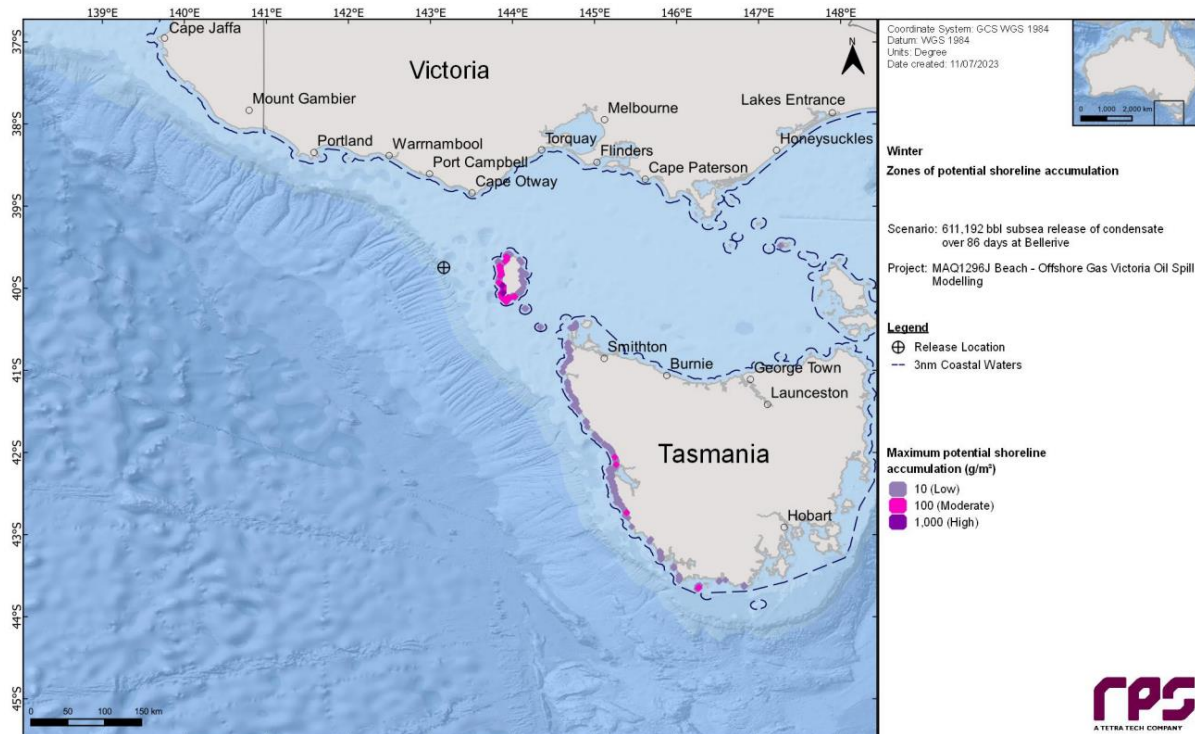 139°E 140°E 141°E 142°E 143°E 144°E 145°E 146°E 147°E 148°E
37°S
38°S
39°S
40°S
41°S
42°S
43°S
44°S
45°S
Cape Jaffa
Victoria
N
Mount Gambier
Melbourne
Lakes Entrance
Portland
Warrnambool
Torquay
Honeysuckles
Port Campbell
Flinders
Cape Otway
Cape Paterson
Smithton
Burnie
George Town
Launceston
Tasmania
Hobart
0 50 100 150 km
Coordinate System: GCS WGS 1984
Datum: WGS 1984
Units: Degree
Date created: 11/07/2023
0 1,000 2,000 km
Winter
Zones of potential shoreline accumulation
Scenario: 611,192 bbl subsea release of condensate
over 86 days at Bellerive
Project: MAQ1296J Beach - Offshore Gas Victoria Oil Spill
Modelling
Legend
Release Location
3nm Coastal Waters
Maximum potential shoreline
accumulation (g/m²)
10 (Low)
100 (Moderate)
1,000 (High)
rps
A TETRA TECH COMPANY